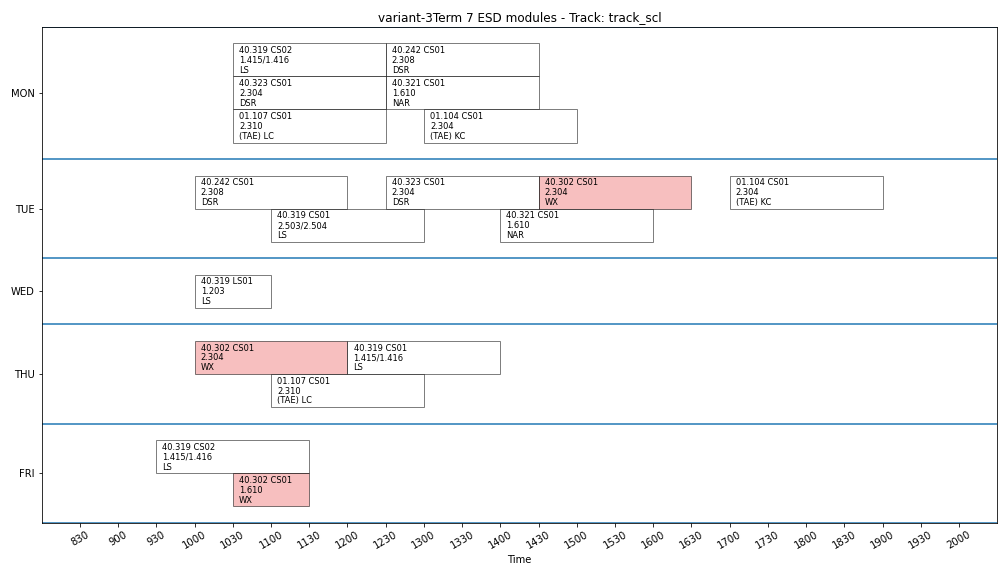 variant-3Term 7 ESD modules - Track: track_scl
MON
40.319 CS02
1.415/1.416
LS
40.242 CS01
2.308
DSR
40.323 CS01
2.304
DSR
40.321 CS01
1.610
NAR
01.107 CS01
2.310
(TAE) LC
01.104 CS01
2.304
(TAE) KC
TUE
40.242 CS01
2.308
DSR
40.323 CS01
2.304
DSR
40.302 CS01
2.304
WX
01.104 CS01
2.304
(TAE) KC
40.319 CS01
2.503/2.504
LS
40.321 CS01
1.610
NAR
WED
40.319 LS01
1.203
LS
THU
40.302 CS01
2.304
WX
40.319 CS01
1.415/1.416
LS
01.107 CS01
2.310
(TAE) LC
FRI
40.319 CS02
1.415/1.416
LS
40.302 CS01
1.610
WX
830 900 930 1000 1030 1100 1130 1200 1230 1300 1330 1400 1430 1500 1530 1600 1630 1700 1730 1800 1830 1900 1930 2000
Time